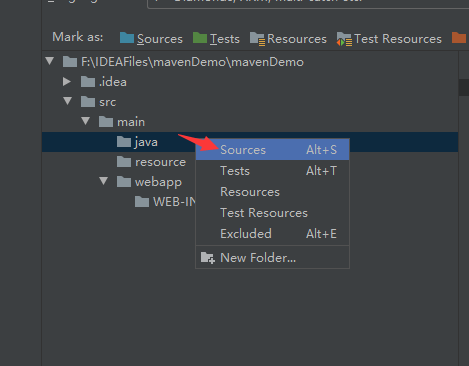 Mark as: Sources Tests Resources Test Resources
F:\IDEAFiles\mavenDemo\mavenDemo
.idea
src
main
java
resource
webapp
WEB-IN
Sources Alt+S
Tests Alt+T
Resources
Test Resources
Excluded Alt+E
New Folder...